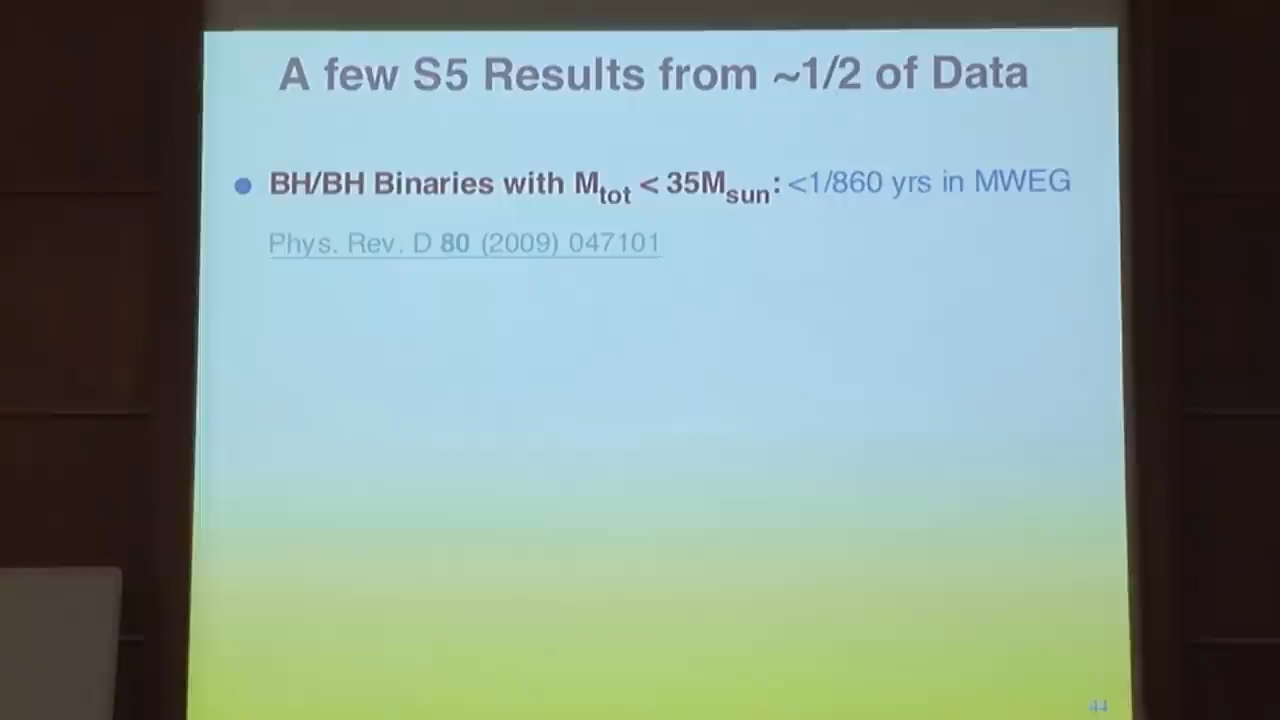 A few S5 Results from ~1/2 of Data
BH/BH Binaries with Mtot < 35Msun: <1/860 yrs in MWEG
Phys. Rev. D 80 (2009) 047101
44